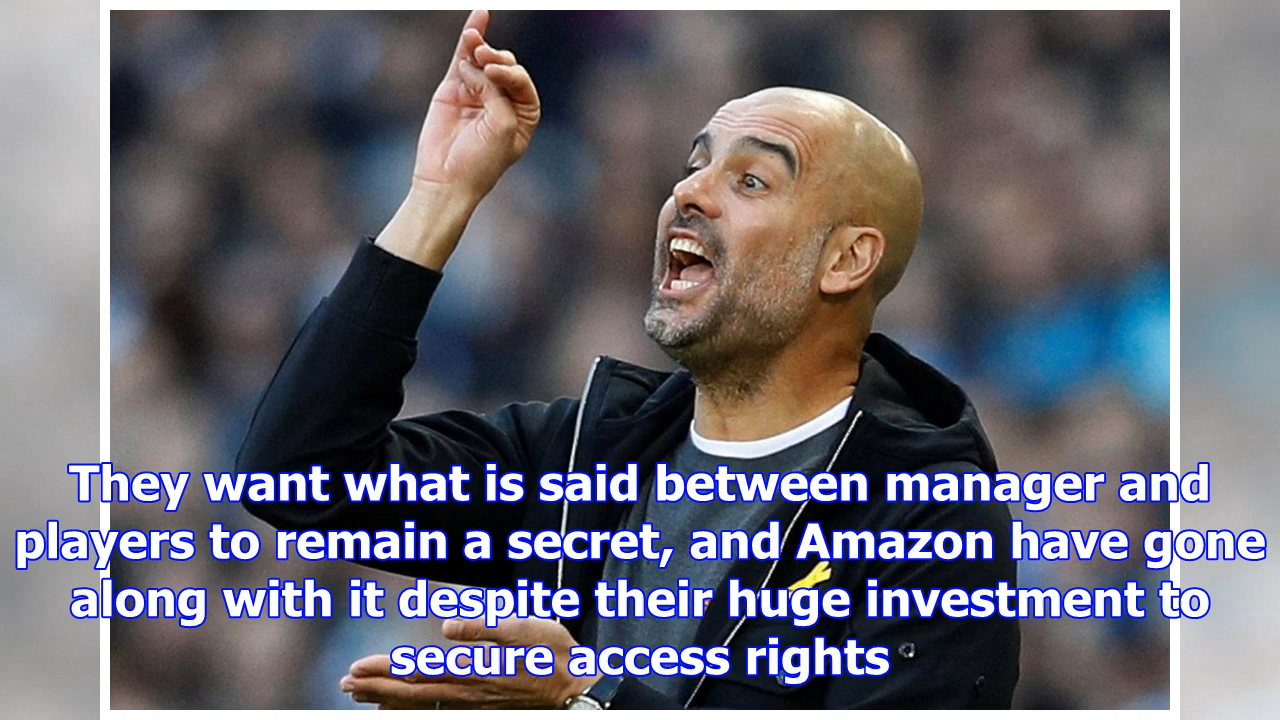 They want what is said between manager and
players to remain a secret, and Amazon have gone
along with it despite their huge investment to
secure access rights